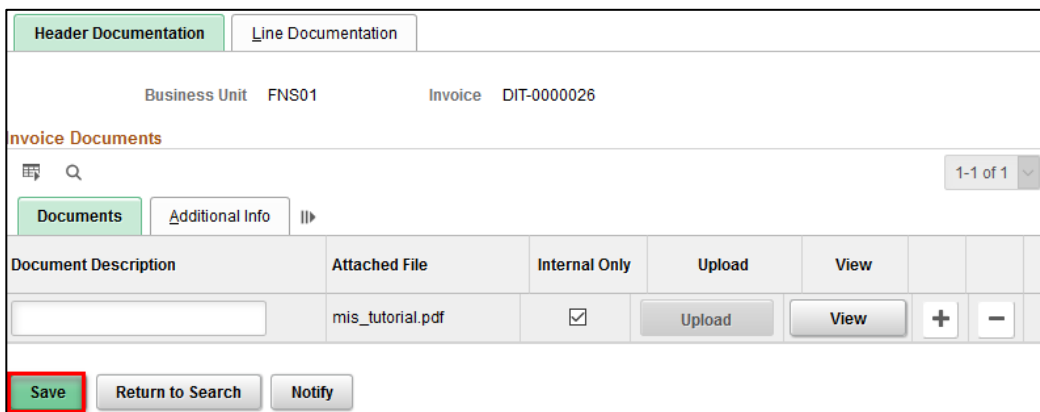 Header Documentation Line Documentation
Business Unit FNS01 Invoice DIT-0000026
Invoice Documents
1-1 of 1
Documents Additional Info
Document Description Attached File Internal Only Upload View
mis_tutorial.pdf Upload View + −
Save Return to Search Notify